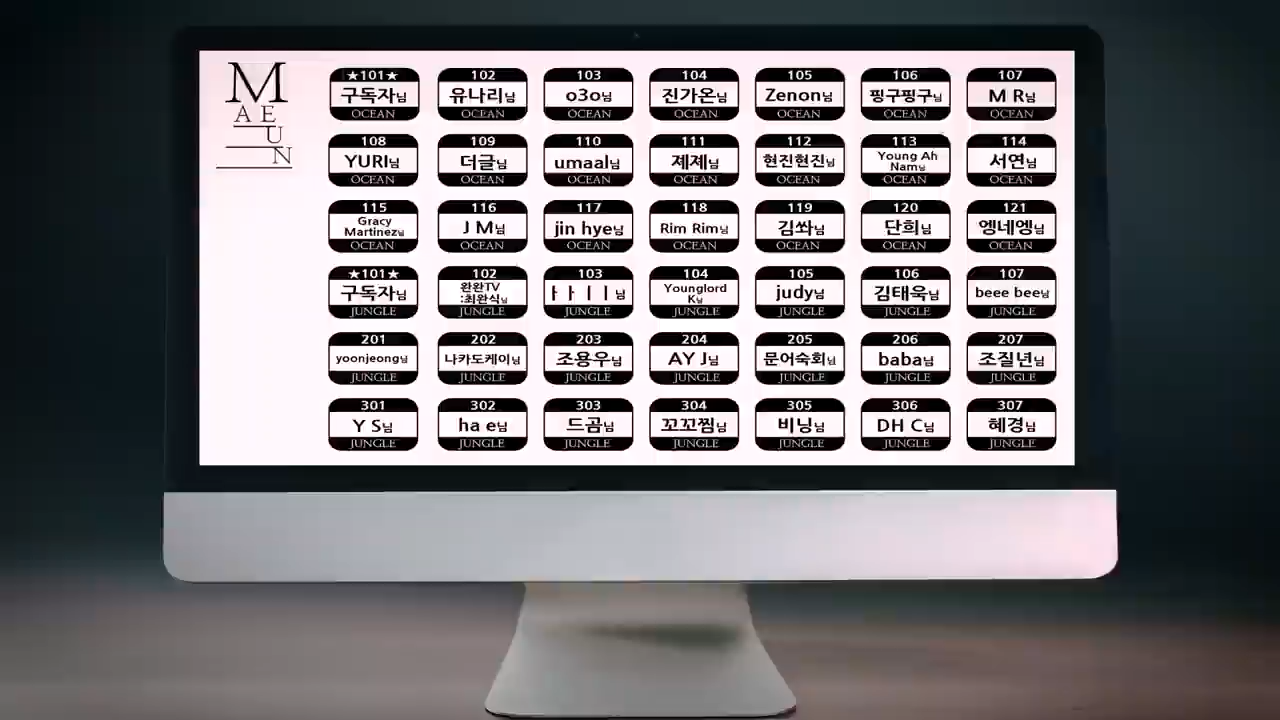 MAEUN
★101★ 102 103 104 105 106 107
구독자님 유나리님 o3o님 진가온님 Zenon님 핑구핑구님 M R님
OCEAN OCEAN OCEAN OCEAN OCEAN OCEAN OCEAN
108 109 110 111 112 113 114
YURI님 더글님 umaal님 졔졔님 현진현진님 Young Ah Nam님 서연님
OCEAN OCEAN OCEAN OCEAN OCEAN OCEAN OCEAN
115 116 117 118 119 120 121
Gracy Martinez님 J M님 jin hye님 Rim Rim님 김쏴님 단희님 엥네엥님
OCEAN OCEAN OCEAN OCEAN OCEAN OCEAN OCEAN
★101★ 102 103 104 105 106 107
구독자님 완완TV :최완식님 ㅏㅏㅣㅣ님 Younglord K님 judy님 김태욱님 beee bee님
JUNGLE JUNGLE JUNGLE JUNGLE JUNGLE JUNGLE JUNGLE
201 202 203 204 205 206 207
yoonjeong님 나카도케이님 조용우님 AY J님 문어숙회님 baba님 조질년님
JUNGLE JUNGLE JUNGLE JUNGLE JUNGLE JUNGLE JUNGLE
301 302 303 304 305 306 307
Y S님 ha e님 드곰님 꼬꼬찜님 비닝님 DH C님 혜경님
JUNGLE JUNGLE JUNGLE JUNGLE JUNGLE JUNGLE JUNGLE